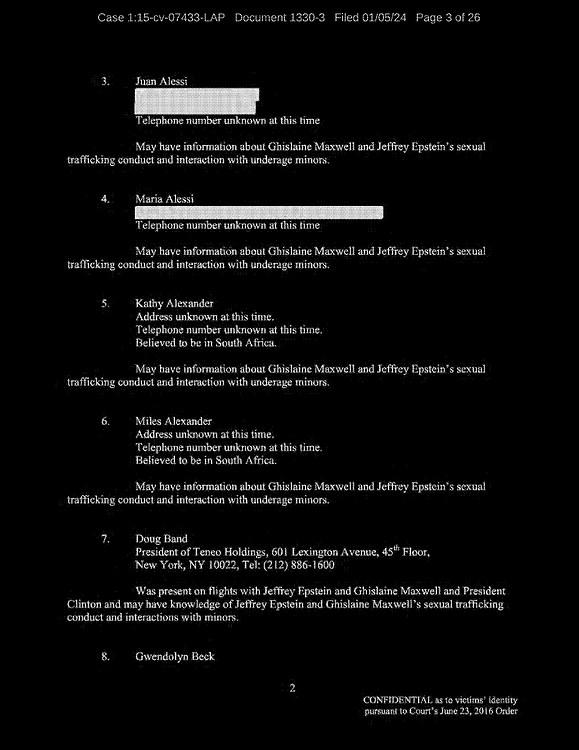 Case 1:15-cv-07433-LAP Document 1330-3 Filed 01/05/24 Page 3 of 26
3. Juan Alessi
Telephone number unknown at this time
May have information about Ghislaine Maxwell and Jeffrey Epstein's sexual
trafficking conduct and interaction with underage minors.
4. Maria Alessi
Telephone number unknown at this time
May have information about Ghislaine Maxwell and Jeffrey Epstein's sexual
trafficking conduct and interaction with underage minors.
5. Kathy Alexander
Address unknown at this time.
Telephone number unknown at this time.
Believed to be in South Africa.
May have information about Ghislaine Maxwell and Jeffrey Epstein's sexual
trafficking conduct and interaction with underage minors.
6. Miles Alexander
Address unknown at this time.
Telephone number unknown at this time.
Believed to be in South Africa.
May have information about Ghislaine Maxwell and Jeffrey Epstein's sexual
trafficking conduct and interaction with underage minors.
7. Doug Band
President of Teneo Holdings, 601 Lexington Avenue, 45th Floor,
New York, NY 10022, Tel: (212) 886-1600
Was present on flights with Jeffrey Epstein and Ghislaine Maxwell and President
Clinton and may have knowledge of Jeffrey Epstein and Ghislaine Maxwell's sexual trafficking
conduct and interactions with minors.
8. Gwendolyn Beck
2
CONFIDENTIAL as to victims' identity
pursuant to Court's June 23, 2016 Order